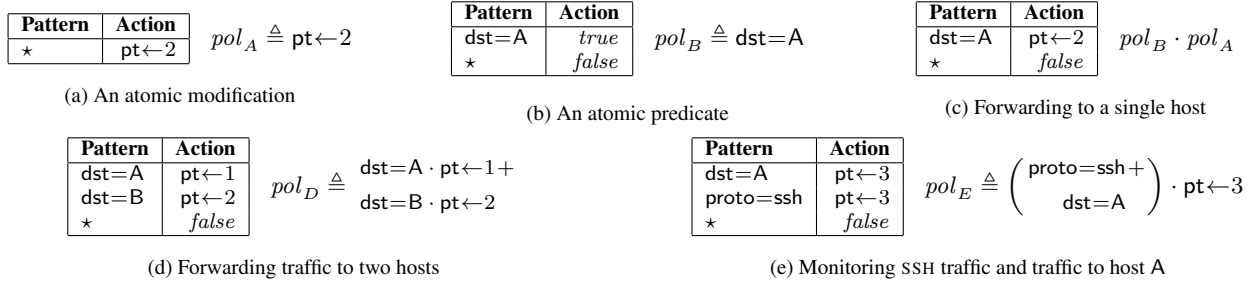 Pattern Action
⋆ pt←2
pol_A ≜ pt←2
(a) An atomic modification
Pattern Action
dst=A true
⋆ false
pol_B ≜ dst=A
(b) An atomic predicate
Pattern Action
dst=A pt←2
⋆ false
pol_B · pol_A
(c) Forwarding to a single host
Pattern Action
dst=A pt←1
dst=B pt←2
⋆ false
pol_D ≜ dst=A · pt←1+
dst=B · pt←2
(d) Forwarding traffic to two hosts
Pattern Action
dst=A pt←3
proto=ssh pt←3
⋆ false
pol_E ≜ (proto=ssh+
dst=A) · pt←3
(e) Monitoring SSH traffic and traffic to host A